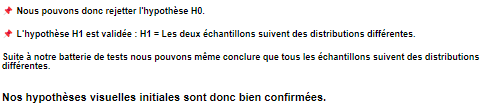 📌 Nous pouvons donc rejetter l'hypothèse H0.
📌 L'hypothèse H1 est validée : H1 = Les deux échantillons suivent des distributions différentes.
Suite à notre batterie de tests nous pouvons même conclure que tous les échantillons suivent des distributions
différentes.
Nos hypothèses visuelles initiales sont donc bien confirmées.